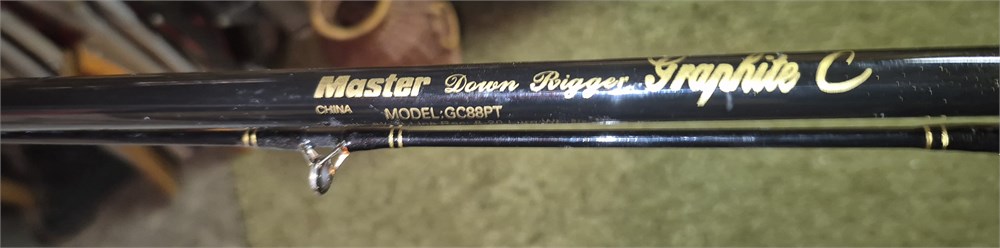 Master Down Rigger Graphite C
CHINA MODEL:GC88PT